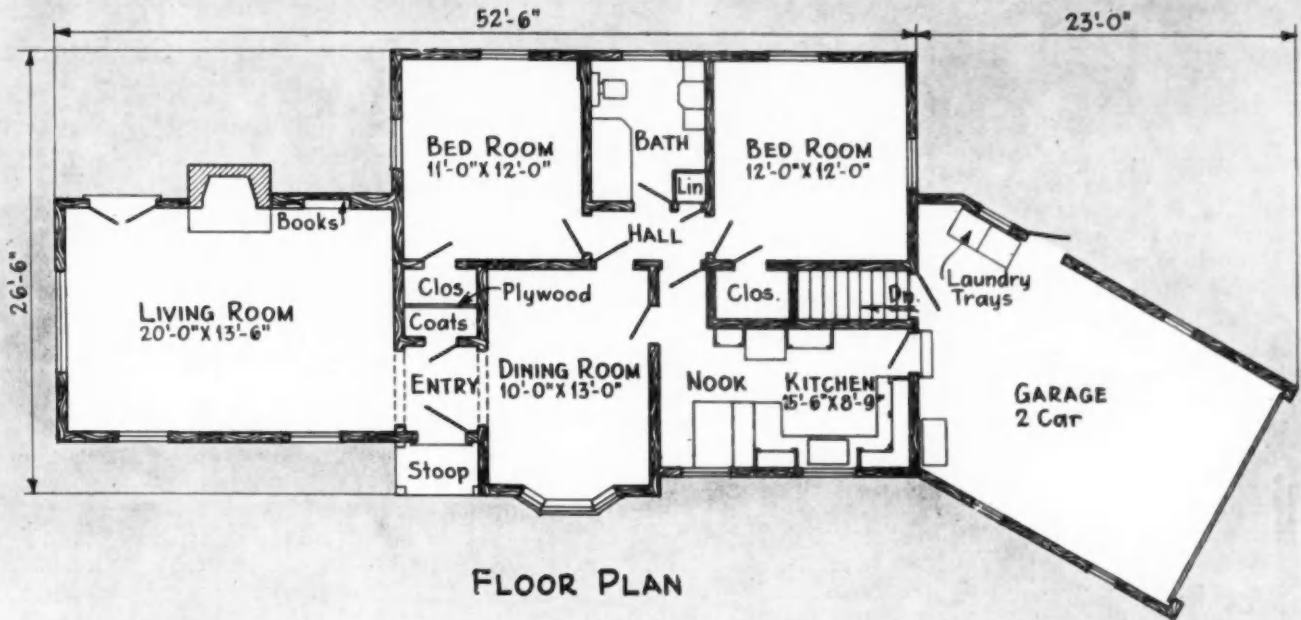 52'-6"
23'-0"
26'-6"
BED ROOM
11'-0"X12'-0"
BATH
BED ROOM
12'-0"X12'-0"
Lin
Books
HALL
LIVING ROOM
20'-0"X13'-6"
Clos.
Plywood
Coats
Clos.
Dn.
Laundry
Trays
ENTRY
DINING ROOM
10'-0"X13'-0"
NOOK
KITCHEN
15'-6"X8'-9"
GARAGE
2 Car
Stoop
FLOOR PLAN